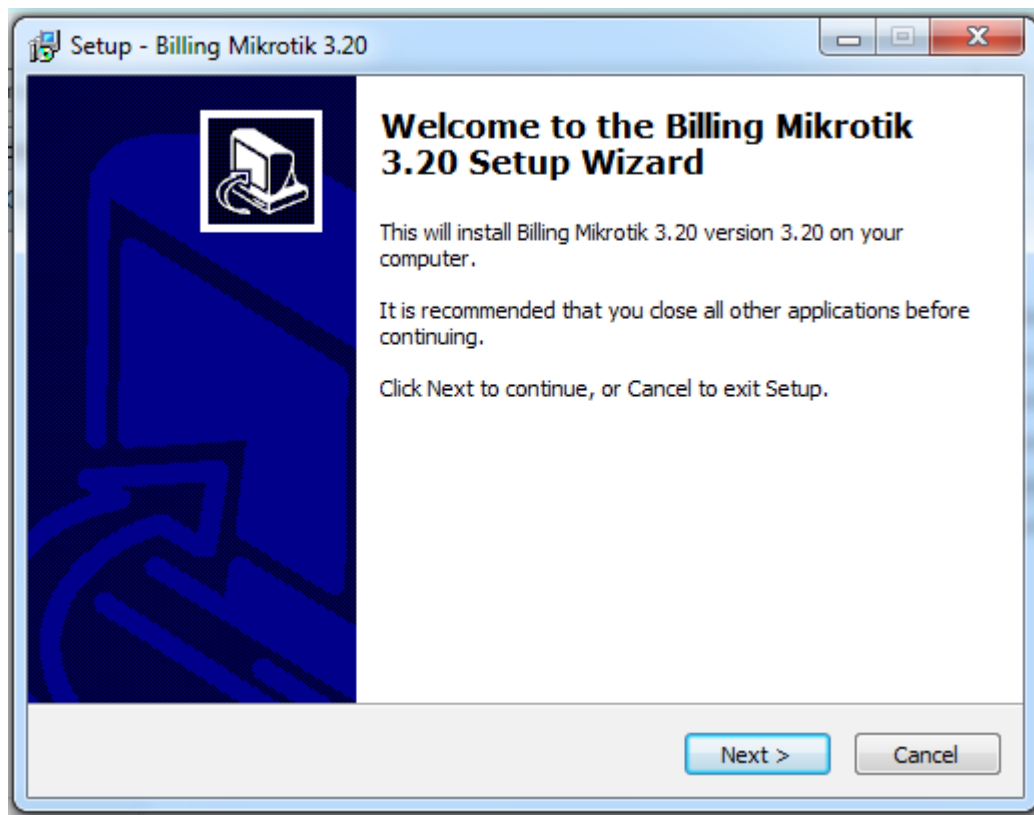 Setup - Billing Mikrotik 3.20
Welcome to the Billing Mikrotik
3.20 Setup Wizard
This will install Billing Mikrotik 3.20 version 3.20 on your
computer.
It is recommended that you close all other applications before
continuing.
Click Next to continue, or Cancel to exit Setup.
Next >
Cancel